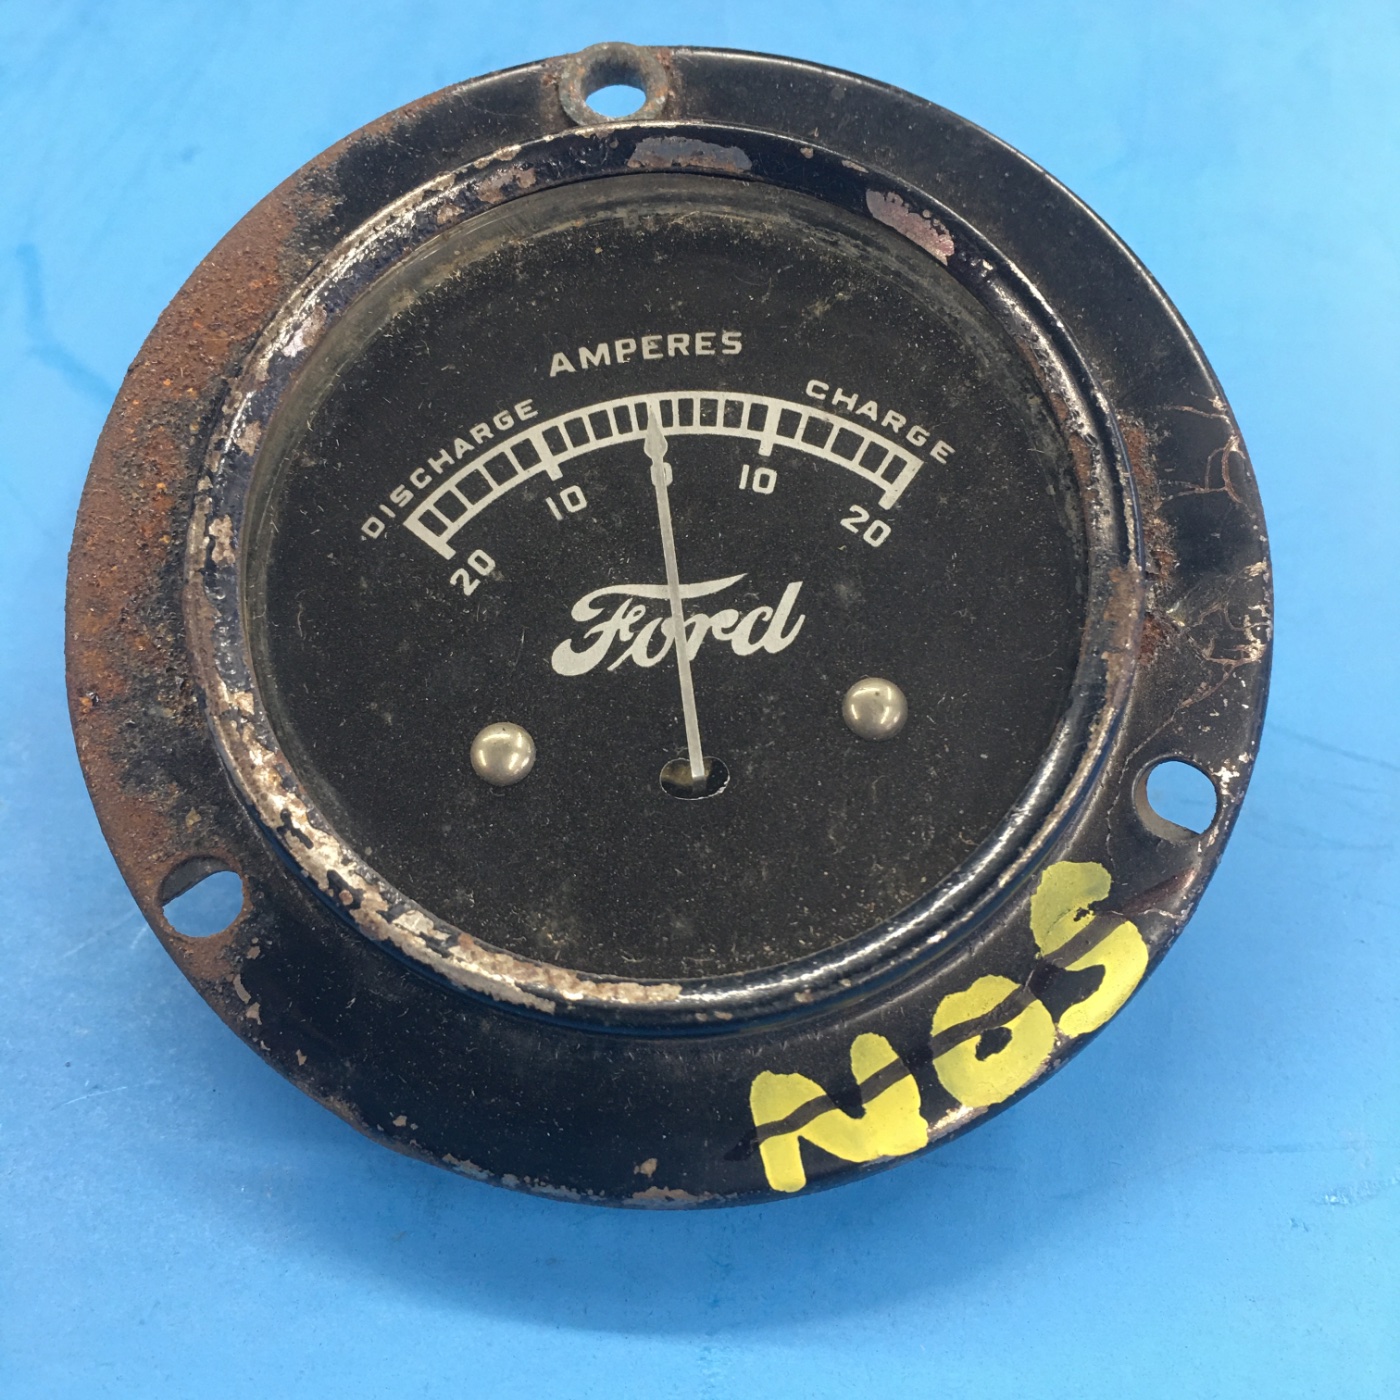 AMPERES
DISCHARGE CHARGE
20 10 0 10 20
Ford
NOS